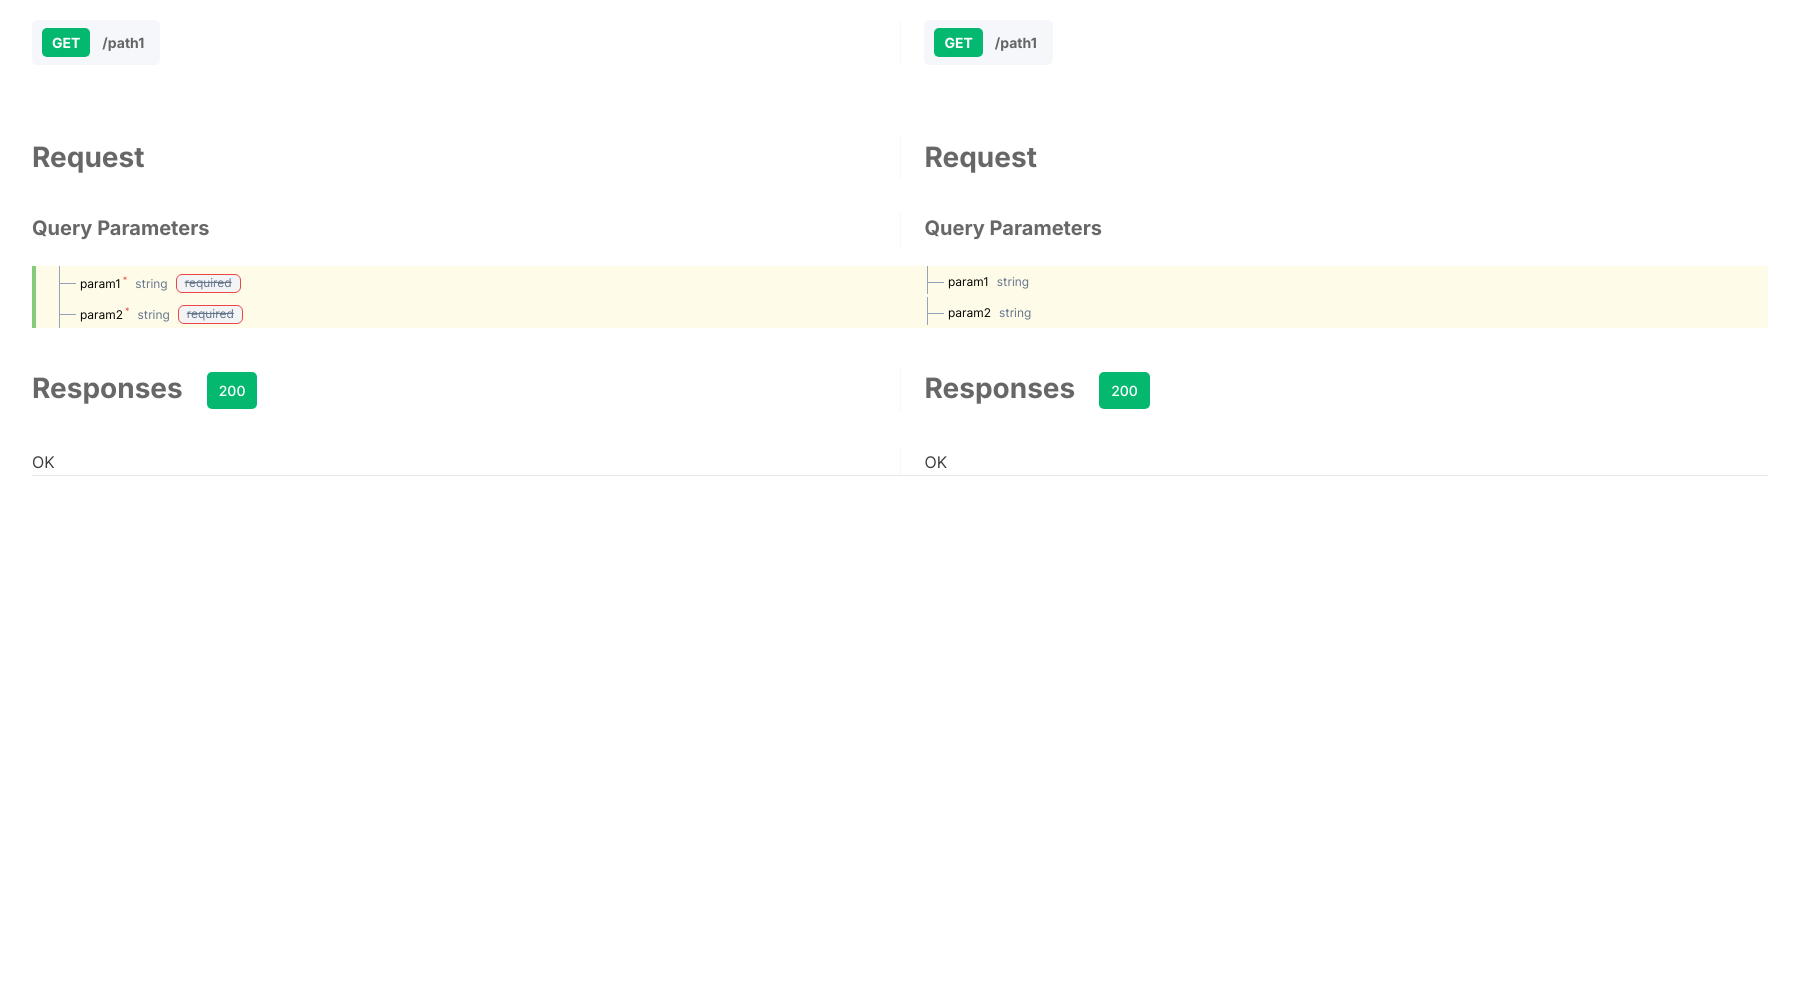 GET /path1
GET /path1
Request
Request
Query Parameters
Query Parameters
param1* string required
param1 string
param2* string required
param2 string
Responses 200
Responses 200
OK
OK